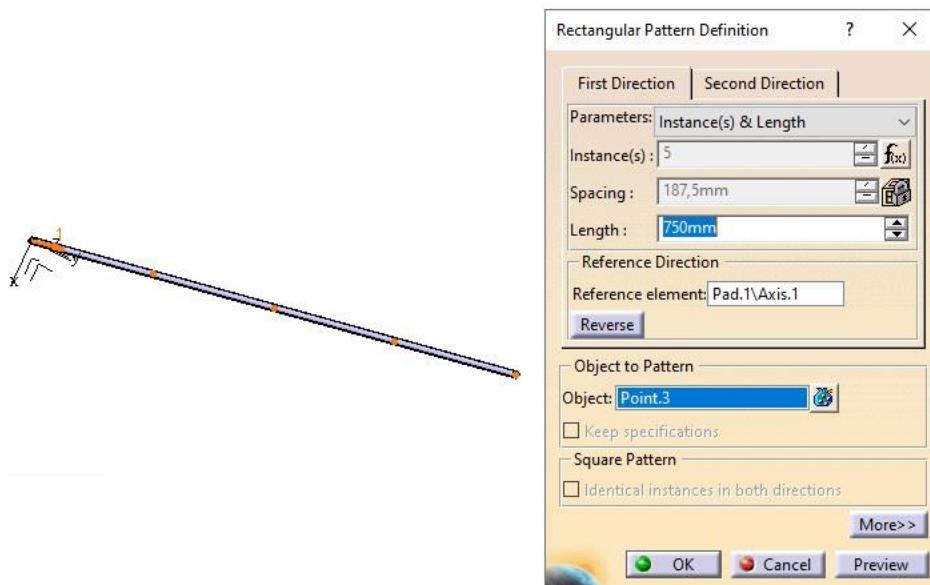 Rectangular Pattern Definition ? X
First Direction Second Direction
Parameters: Instance(s) & Length
Instance(s) : 5 f(x)
Spacing : 187,5mm
Length : 750mm
Reference Direction
Reference element: Pad.1\Axis.1
Reverse
Object to Pattern
Object: Point.3
Keep specifications
Square Pattern
Identical instances in both directions
More>>
OK Cancel Preview
1
x
y